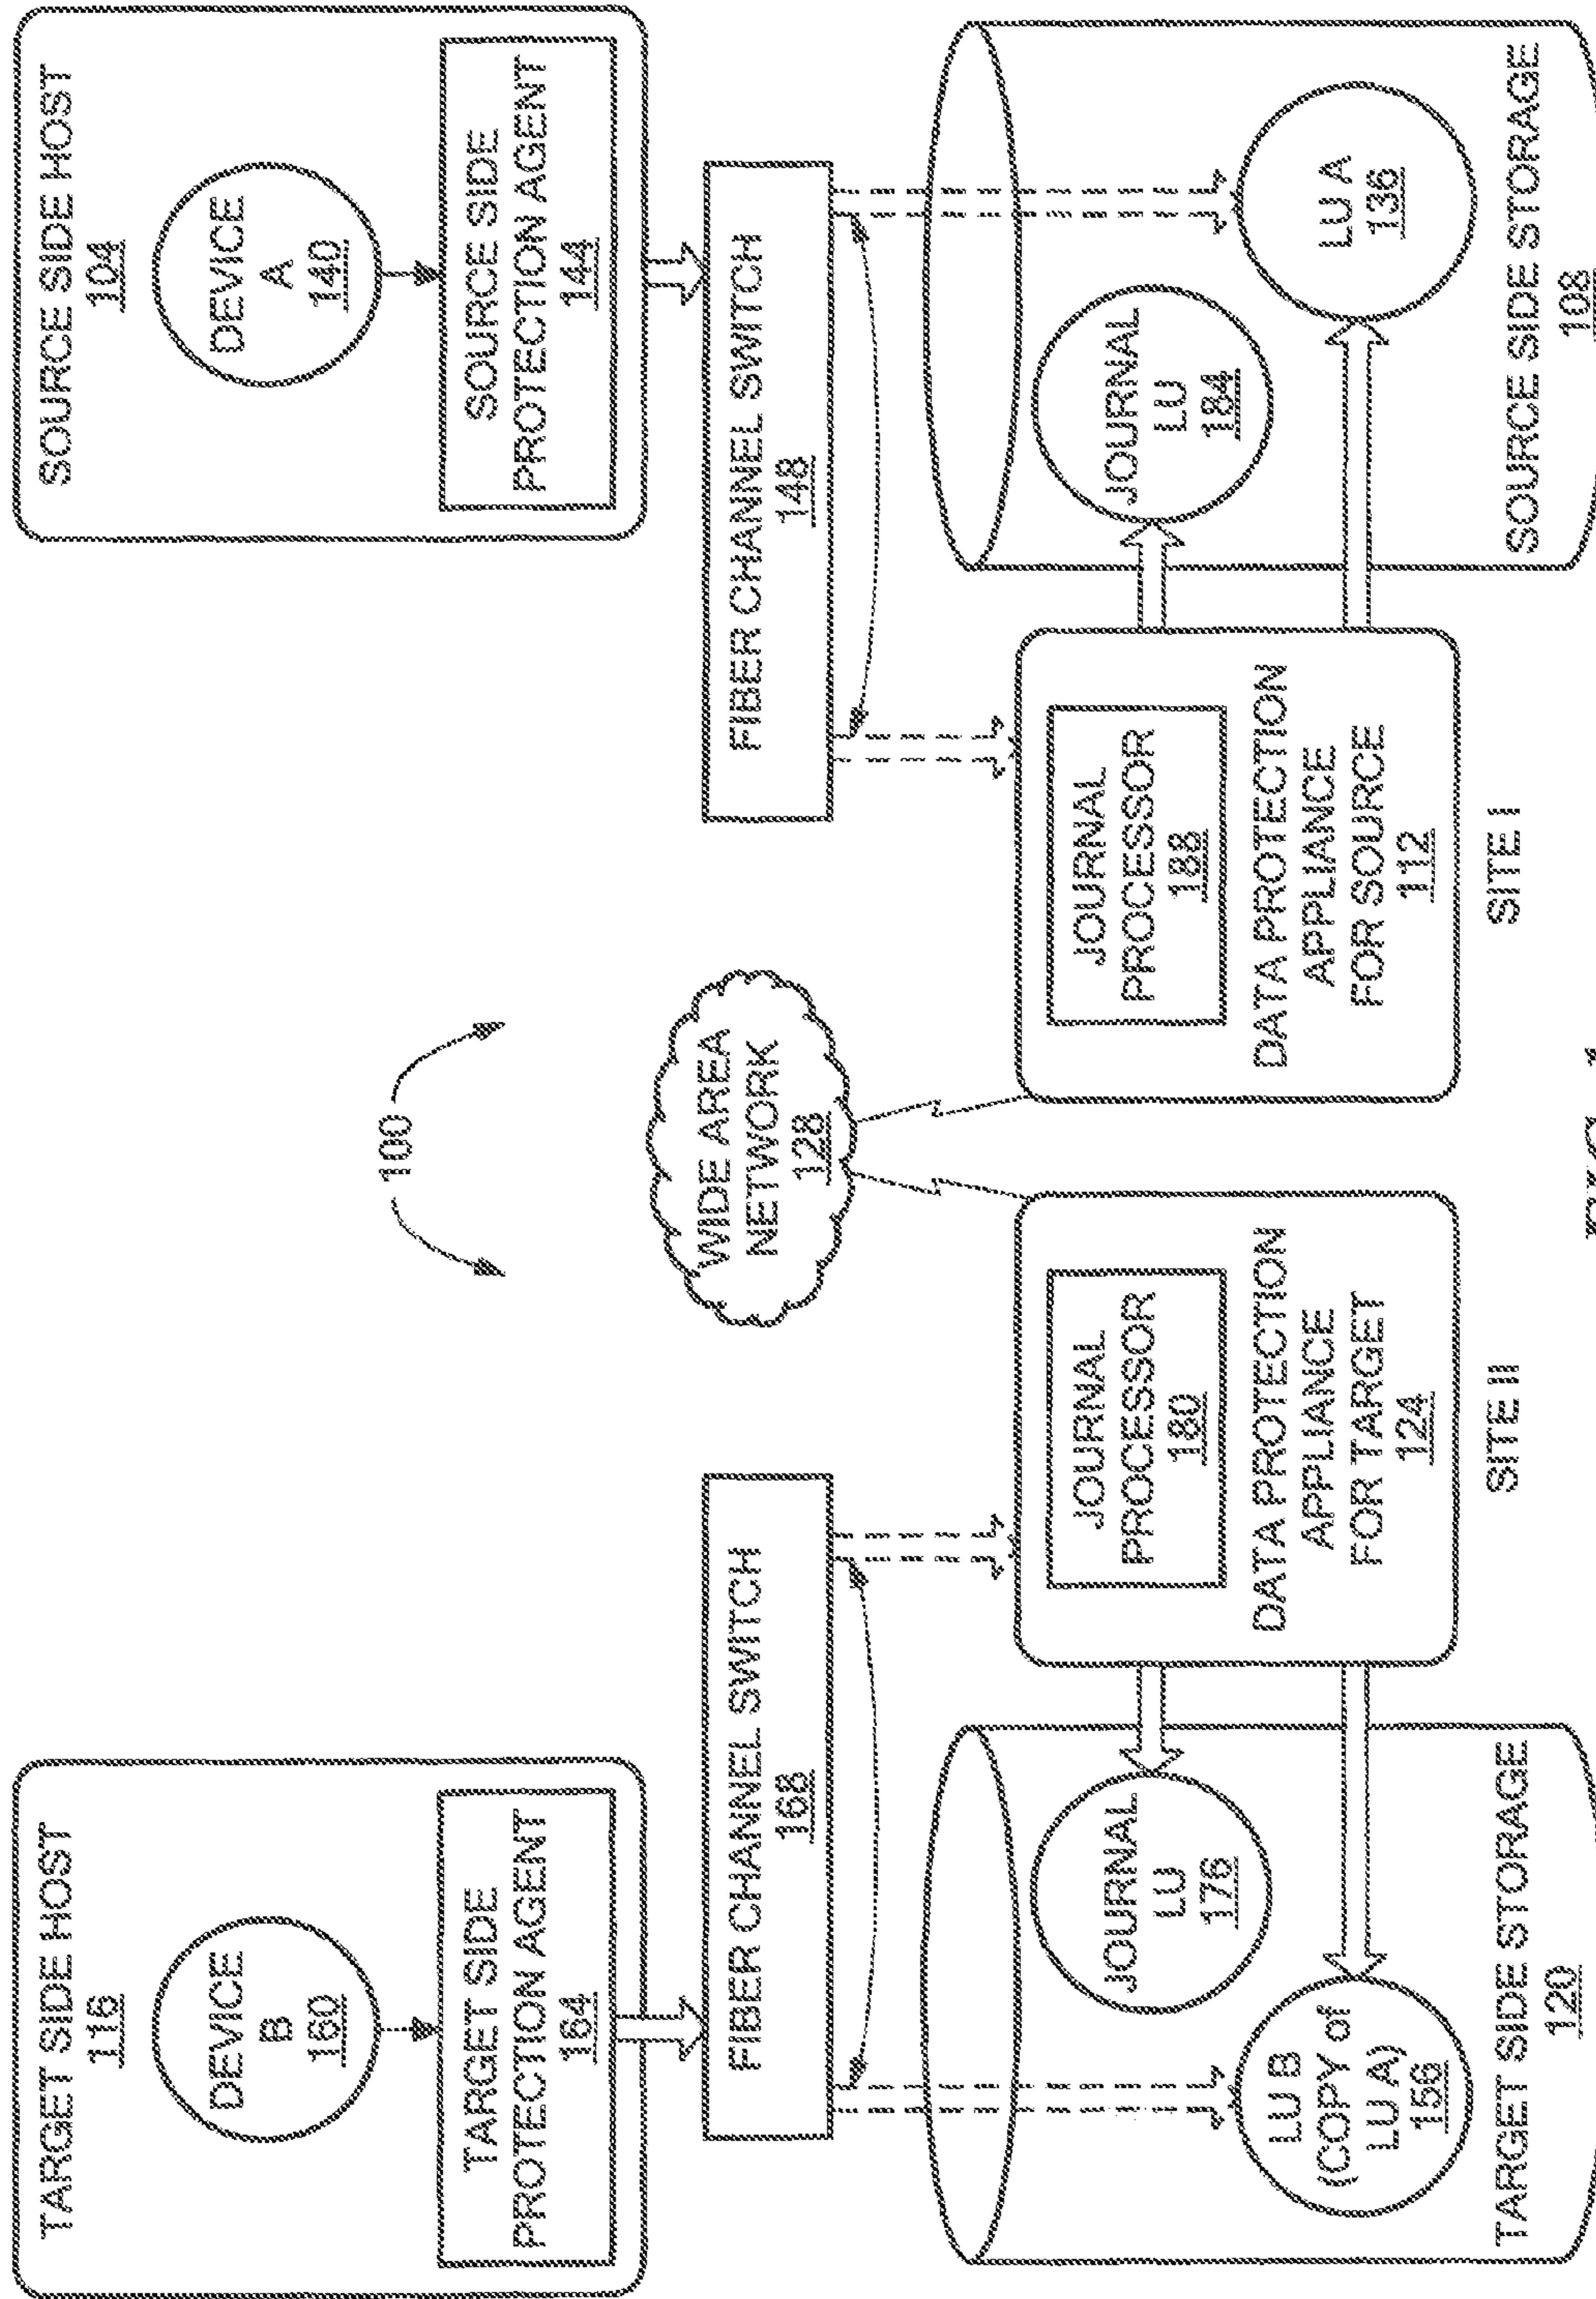 TARGET SIDE HOST
116
DEVICE
B
160
TARGET SIDE
PROTECTION AGENT
164
FIBER CHANNEL SWITCH
168
JOURNAL
LU
176
LU B
(COPY of
LU A)
156
TARGET SIDE STORAGE
120
JOURNAL
PROCESSOR
180
DATA PROTECTION
APPLIANCE
FOR TARGET
124
SITE II
100
WIDE AREA
NETWORK
128
SOURCE SIDE HOST
104
DEVICE
A
140
SOURCE SIDE
PROTECTION AGENT
144
FIBER CHANNEL SWITCH
148
JOURNAL
PROCESSOR
188
DATA PROTECTION
APPLIANCE
FOR SOURCE
112
SITE I
JOURNAL
LU
184
LU A
136
SOURCE SIDE STORAGE
108